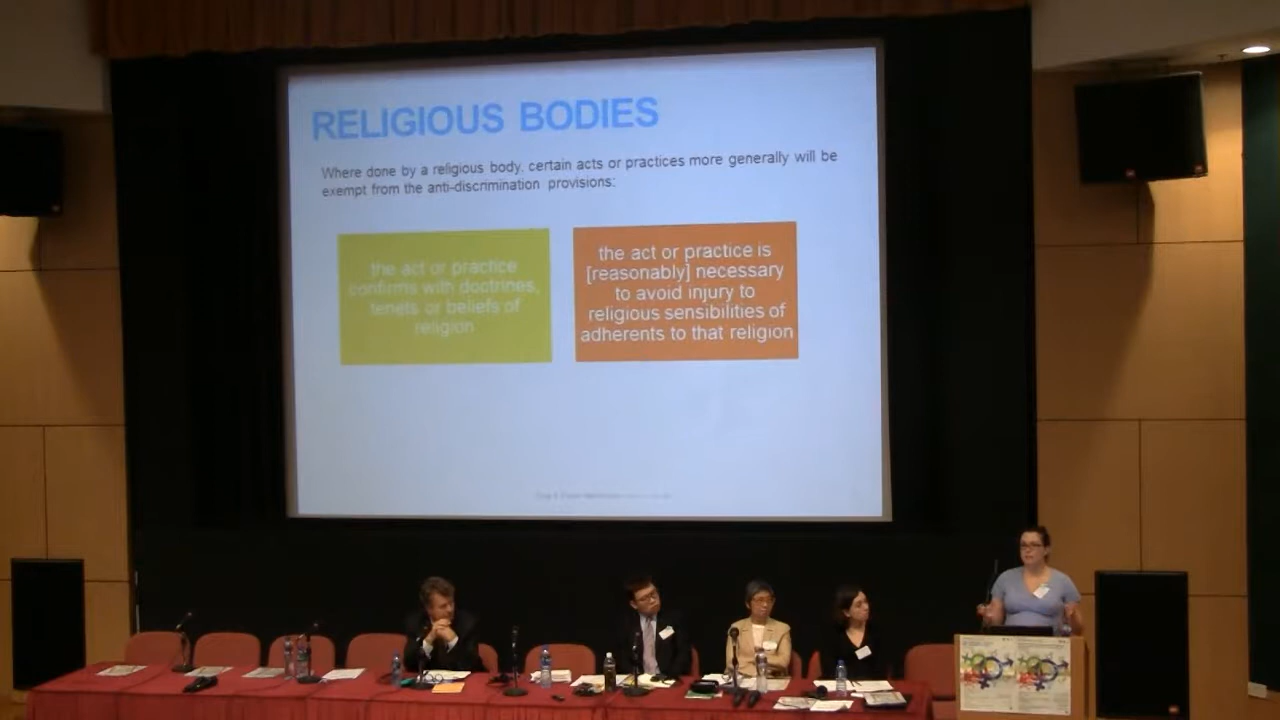 RELIGIOUS BODIES
Where done by a religious body, certain acts or practices more generally will be
exempt from the anti-discrimination provisions:
the act or practice
confirms with doctrines,
tenets or beliefs of
religion
the act or practice is
[reasonably] necessary
to avoid injury to
religious sensibilities of
adherents to that religion